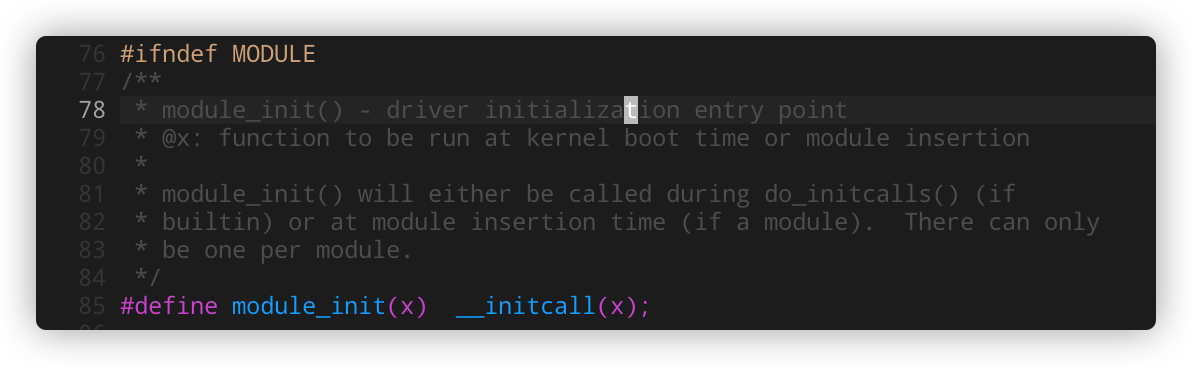 76 #ifndef MODULE
77 /**
78  * module_init() - driver initialization entry point
79  * @x: function to be run at kernel boot time or module insertion
80  *
81  * module_init() will either be called during do_initcalls() (if
82  * builtin) or at module insertion time (if a module).  There can only
83  * be one per module.
84  */
85 #define module_init(x)  __initcall(x);